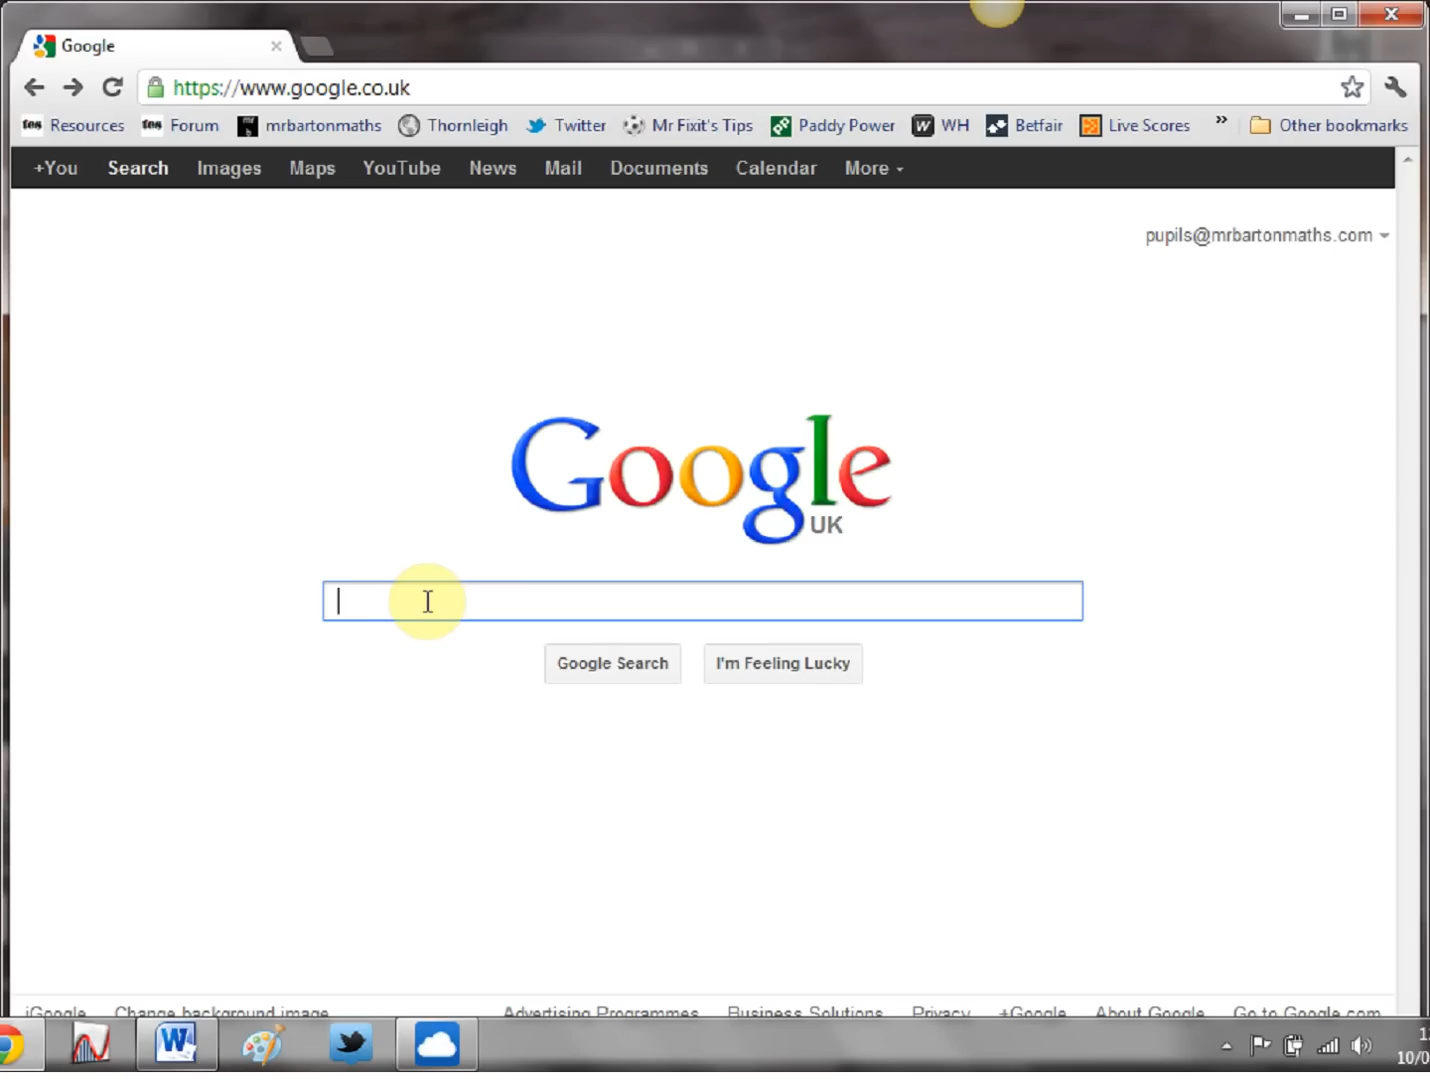 Google
https://www.google.co.uk
tes Resources tes Forum mrbartonmaths Thornleigh Twitter Mr Fixit's Tips Paddy Power W WH Betfair Live Scores » Other bookmarks
+You Search Images Maps YouTube News Mail Documents Calendar More
pupils@mrbartonmaths.com
Google
UK
Google Search I'm Feeling Lucky
iGoogle Change background image Advertising Programmes Business Solutions Privacy +Google About Google Go to Google.com
W